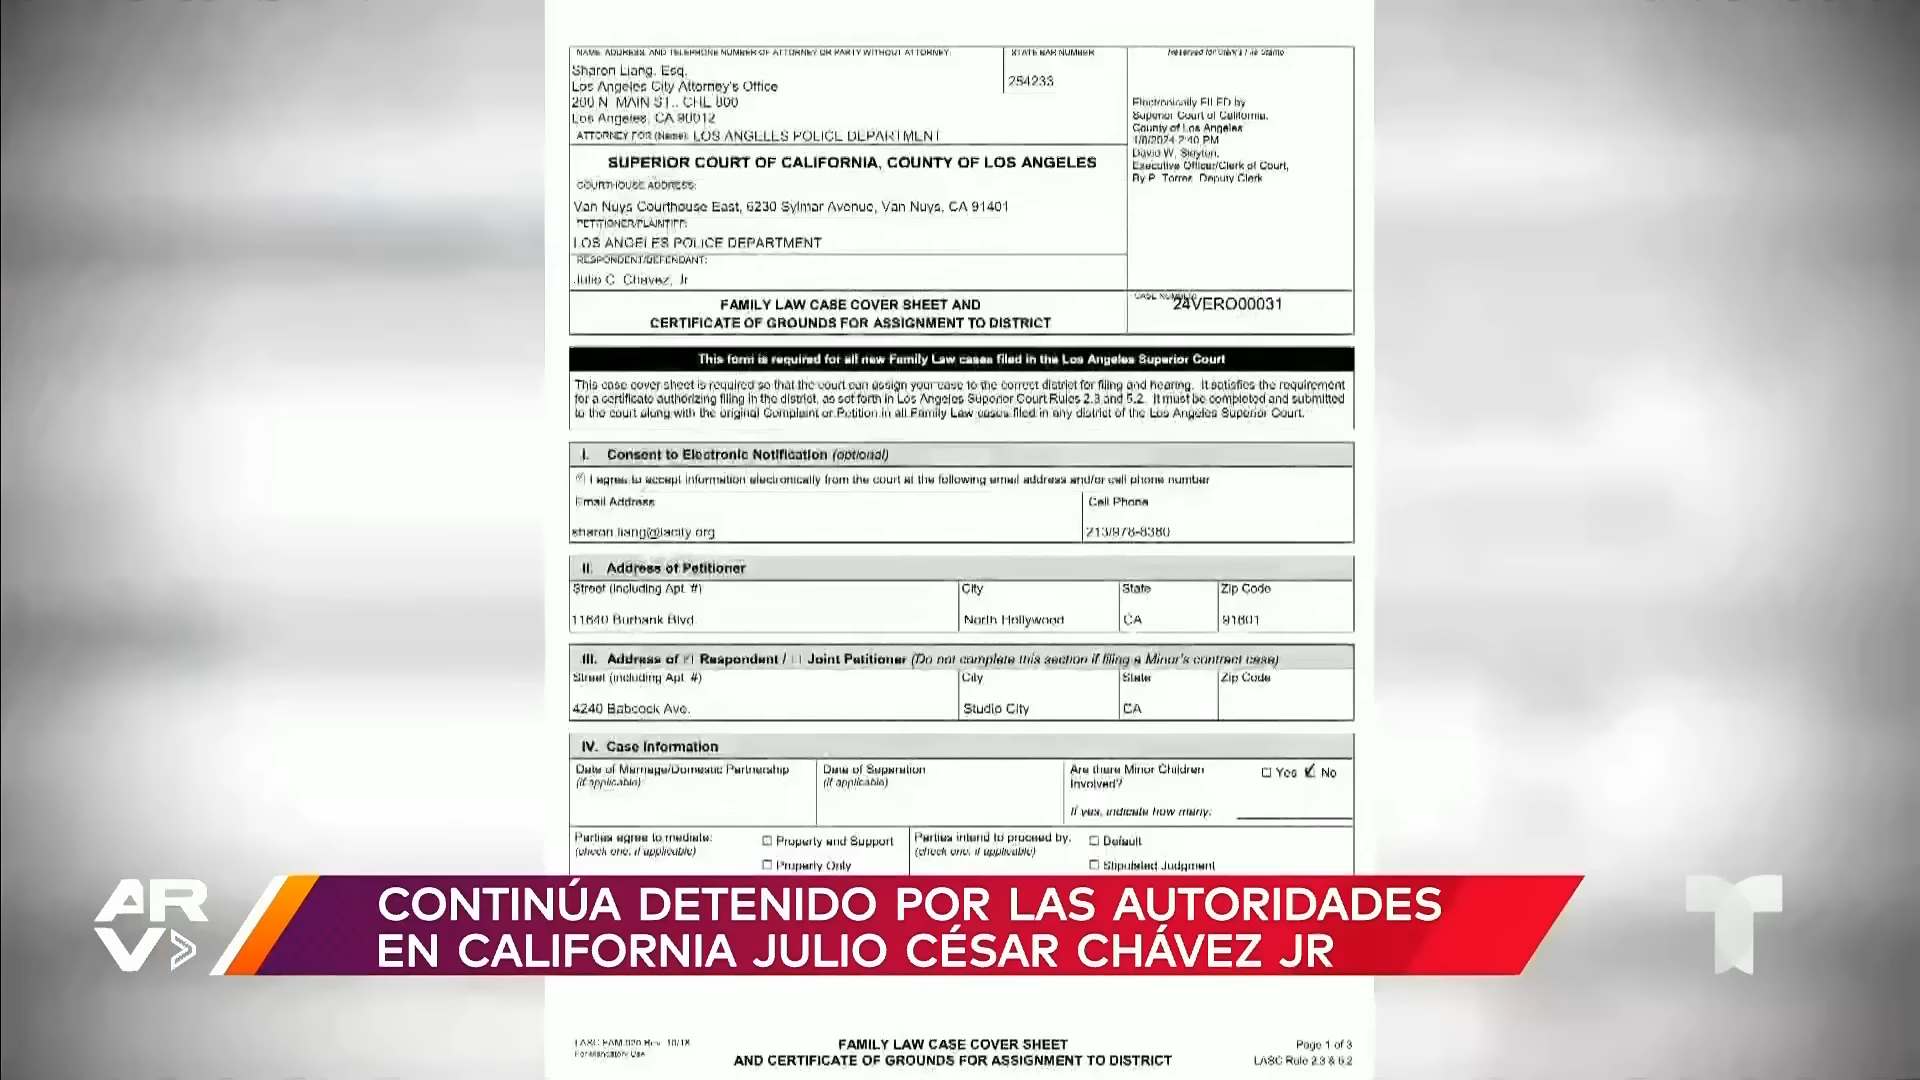 NAME, ADDRESS, AND TELEPHONE NUMBER OF ATTORNEY OR PARTY WITHOUT ATTORNEY:
STATE BAR NUMBER
Reserved for Clerk's File Stamp
Sharon Liang, Esq.
Los Angeles City Attorney's Office
200 N. MAIN ST., CHE 800
Los Angeles, CA 90012
254233
ATTORNEY FOR (Name): LOS ANGELES POLICE DEPARTMENT
Electronically FILED by
Superior Court of California,
County of Los Angeles
2:40 PM
David W. Slayton,
Executive Officer/Clerk of Court,
By P. Torres, Deputy Clerk
SUPERIOR COURT OF CALIFORNIA, COUNTY OF LOS ANGELES
COURTHOUSE ADDRESS:
Van Nuys Courthouse East, 6230 Sylmar Avenue, Van Nuys, CA 91401
PETITIONER/PLAINTIFF:
LOS ANGELES POLICE DEPARTMENT
RESPONDENT/DEFENDANT:
Julio C. Chavez, Jr
FAMILY LAW CASE COVER SHEET AND
CERTIFICATE OF GROUNDS FOR ASSIGNMENT TO DISTRICT
CASE NUMBER
24VERO00031
This form is required for all new Family Law cases filed in the Los Angeles Superior Court
This case cover sheet is required so that the court can assign your case to the correct district for filing and hearing. It satisfies the requirement
for a certificate authorizing filing in the district, as set forth in Los Angeles Superior Court Rules 2.3 and 5.2. It must be completed and submitted
to the court along with the original Complaint or Petition in all Family Law cases filed in any district of the Los Angeles Superior Court.
I. Consent to Electronic Notification (optional)
I agree to accept information electronically from the court at the following email address and/or cell phone number
Email Address
Cell Phone
sharon.liang@lacity.org
213/978-8380
II. Address of Petitioner
Street (including Apt. #)
City
State
Zip Code
11640 Burbank Blvd.
North Hollywood
CA
91601
III. Address of Respondent / Joint Petitioner (Do not complete this section if filing a Minor's contract case)
Street (including Apt. #)
City
State
Zip Code
4240 Babcock Ave.
Studio City
CA
IV. Case Information
Date of Marriage/Domestic Partnership
(if applicable)
Date of Separation
(if applicable)
Are there Minor Children
Involved?
☐ Yes ☑ No
If yes, indicate how many:
Parties agree to mediate:
(check one, if applicable)
☐ Property and Support
☐ Property Only
Parties intend to proceed by:
(check one, if applicable)
☐ Default
☐ Stipulated Judgment
ARV
CONTINÚA DETENIDO POR LAS AUTORIDADES
EN CALIFORNIA JULIO CÉSAR CHÁVEZ JR
T
LASC FAM 020 Rev. 10/18
For Mandatory Use
FAMILY LAW CASE COVER SHEET
AND CERTIFICATE OF GROUNDS FOR ASSIGNMENT TO DISTRICT
Page 1 of 3
LASC Rule 2.3 & 5.2